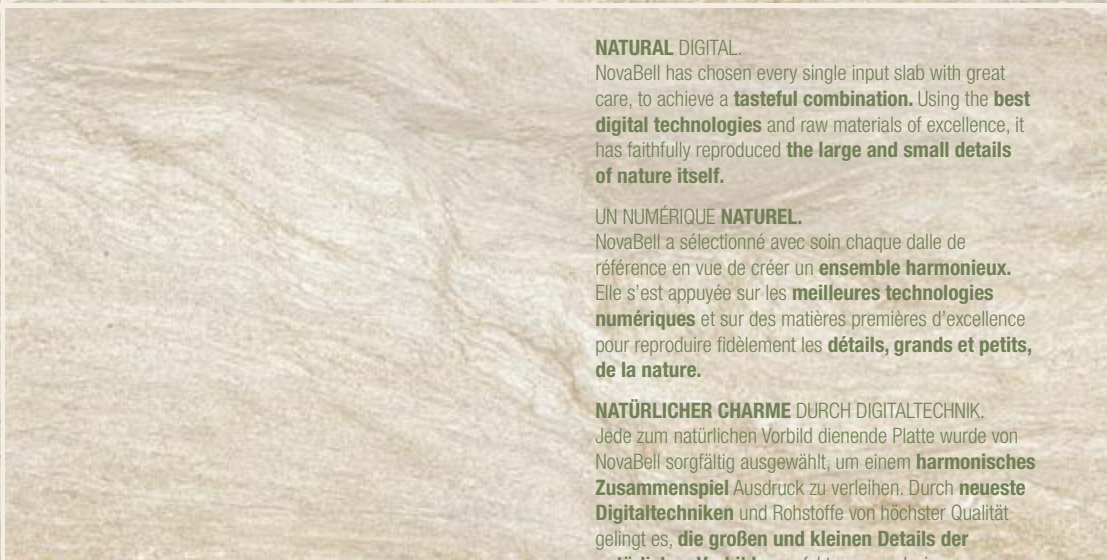 NATURAL DIGITAL.
NovaBell has chosen every single input slab with great
care, to achieve a tasteful combination. Using the best
digital technologies and raw materials of excellence, it
has faithfully reproduced the large and small details
of nature itself.
UN NUMÉRIQUE NATUREL.
NovaBell a sélectionné avec soin chaque dalle de
référence en vue de créer un ensemble harmonieux.
Elle s’est appuyée sur les meilleures technologies
numériques et sur des matières premières d’excellence
pour reproduire fidèlement les détails, grands et petits,
de la nature.
NATÜRLICHER CHARME DURCH DIGITALTECHNIK.
Jede zum natürlichen Vorbild dienende Platte wurde von
NovaBell sorgfältig ausgewählt, um einem harmonisches
Zusammenspiel Ausdruck zu verleihen. Durch neueste
Digitaltechniken und Rohstoffe von höchster Qualität
gelingt es, die großen und kleinen Details der